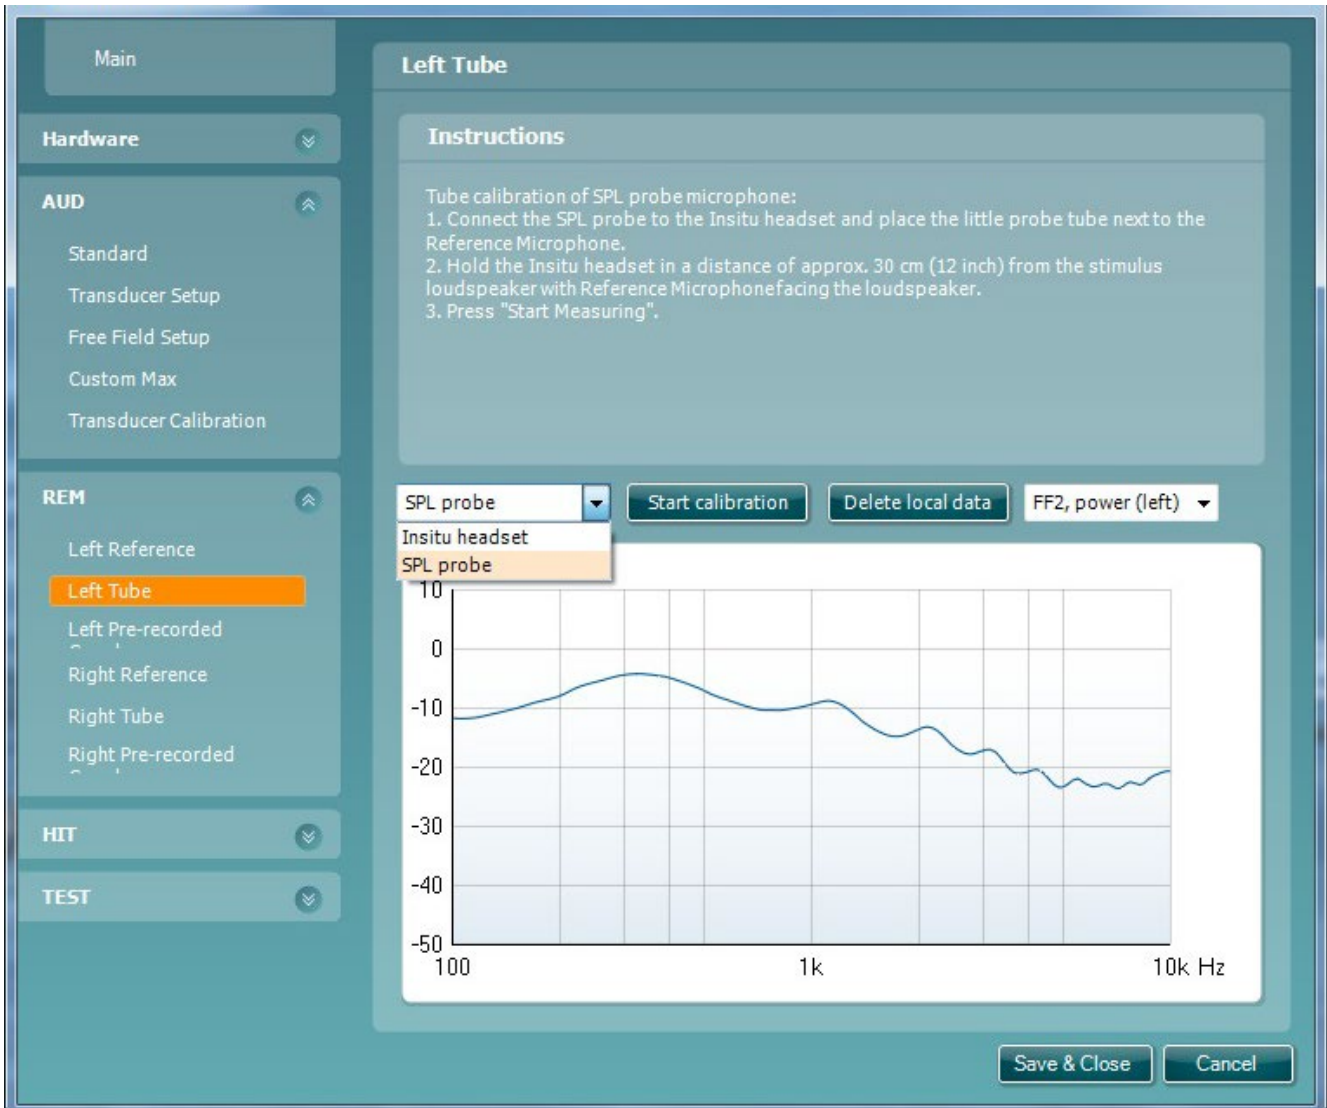 Main
Hardware
AUD
Standard
Transducer Setup
Free Field Setup
Custom Max
Transducer Calibration
REM
Left Reference
Left Tube
Left Pre-recorded
Right Reference
Right Tube
Right Pre-recorded
HIT
TEST
Left Tube
Instructions
Tube calibration of SPL probe microphone:
1. Connect the SPL probe to the Insitu headset and place the little probe tube next to the
Reference Microphone.
2. Hold the Insitu headset in a distance of approx. 30 cm (12 inch) from the stimulus
loudspeaker with Reference Microphone facing the loudspeaker.
3. Press "Start Measuring".
SPL probe
Start calibration
Delete local data
FF2, power (left)
Insitu headset
SPL probe
10
0
-10
-20
-30
-40
-50
100 1k 10k Hz
Save & Close
Cancel